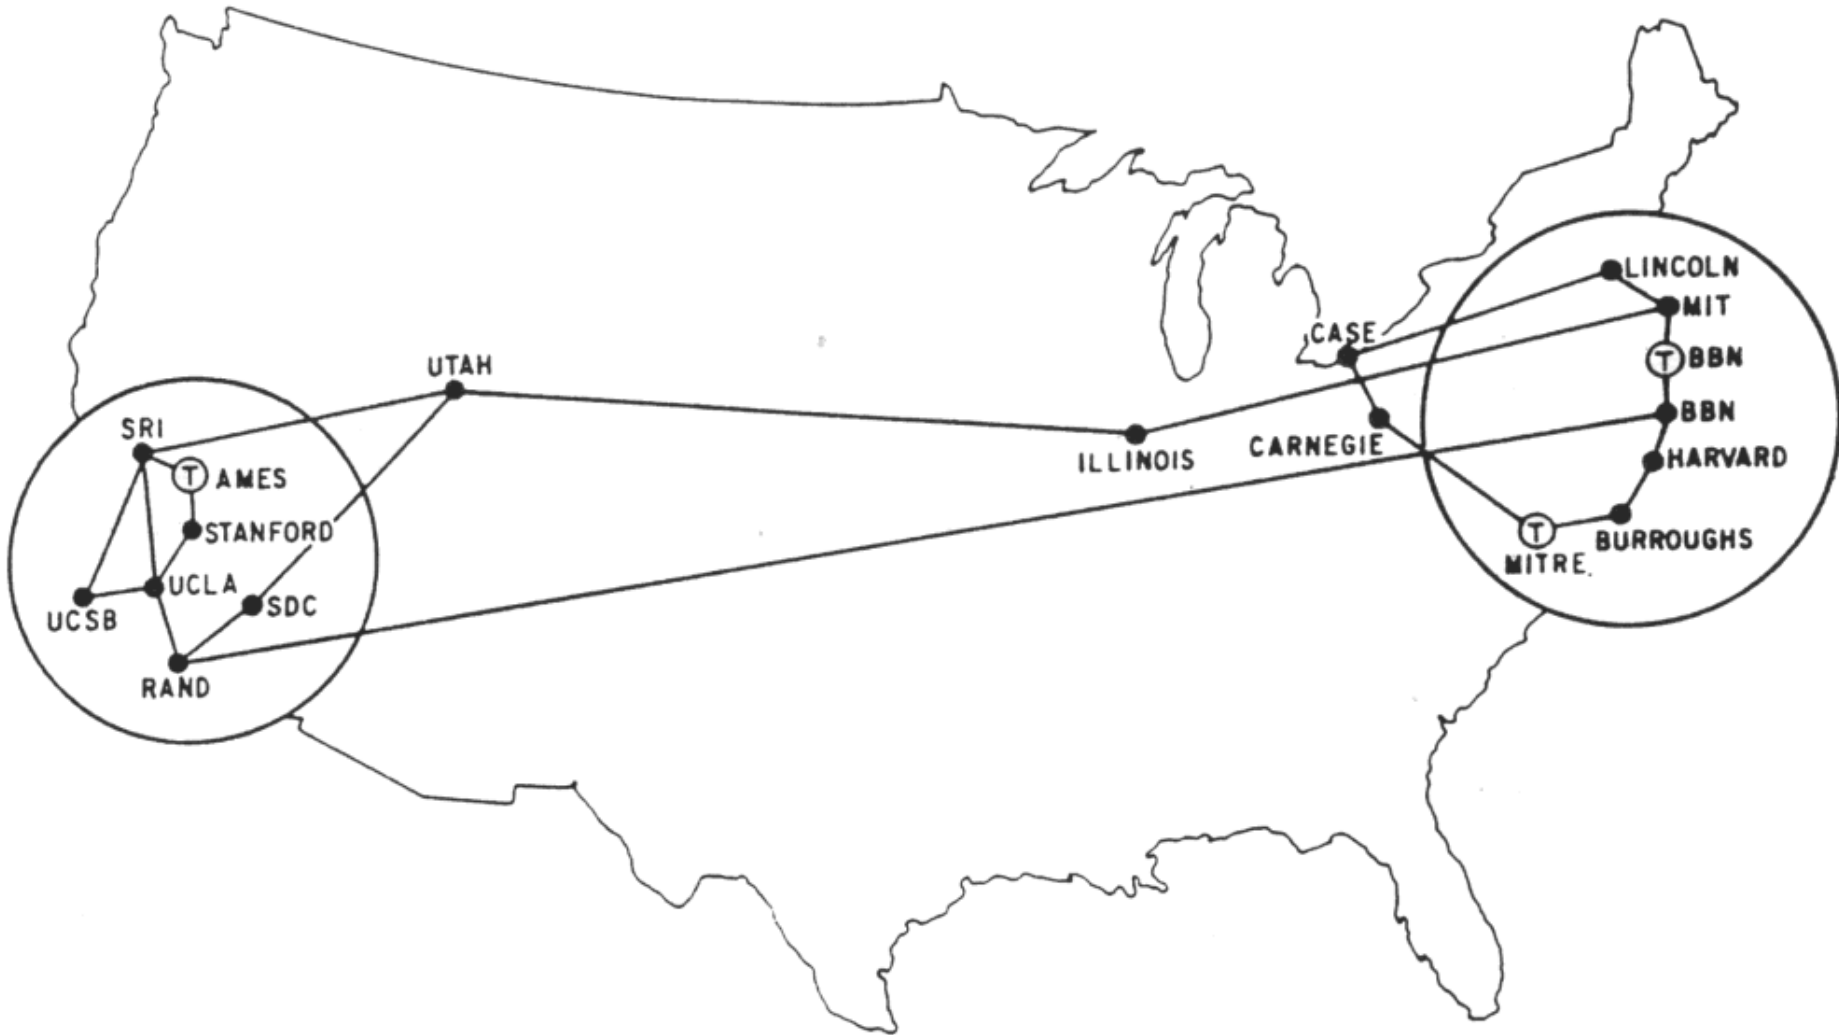 LINCOLN
MIT
CASE
T BBN
UTAH
BBN
SRI
CARNEGIE
ILLINOIS
HARVARD
T AMES
STANFORD
T
BURROUGHS
MITRE.
UCLA
SDC
UCSB
RAND